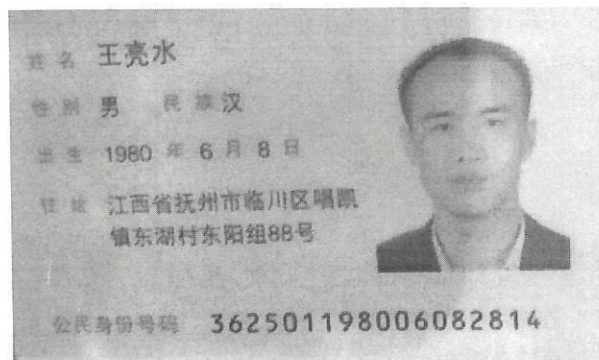 姓名 王亮水
性别 男 民族 汉
出生 1980 年 6 月 8 日
住址 江西省抚州市临川区唱凯
镇东湖村东阳组88号
公民身份号码 362501198006082814